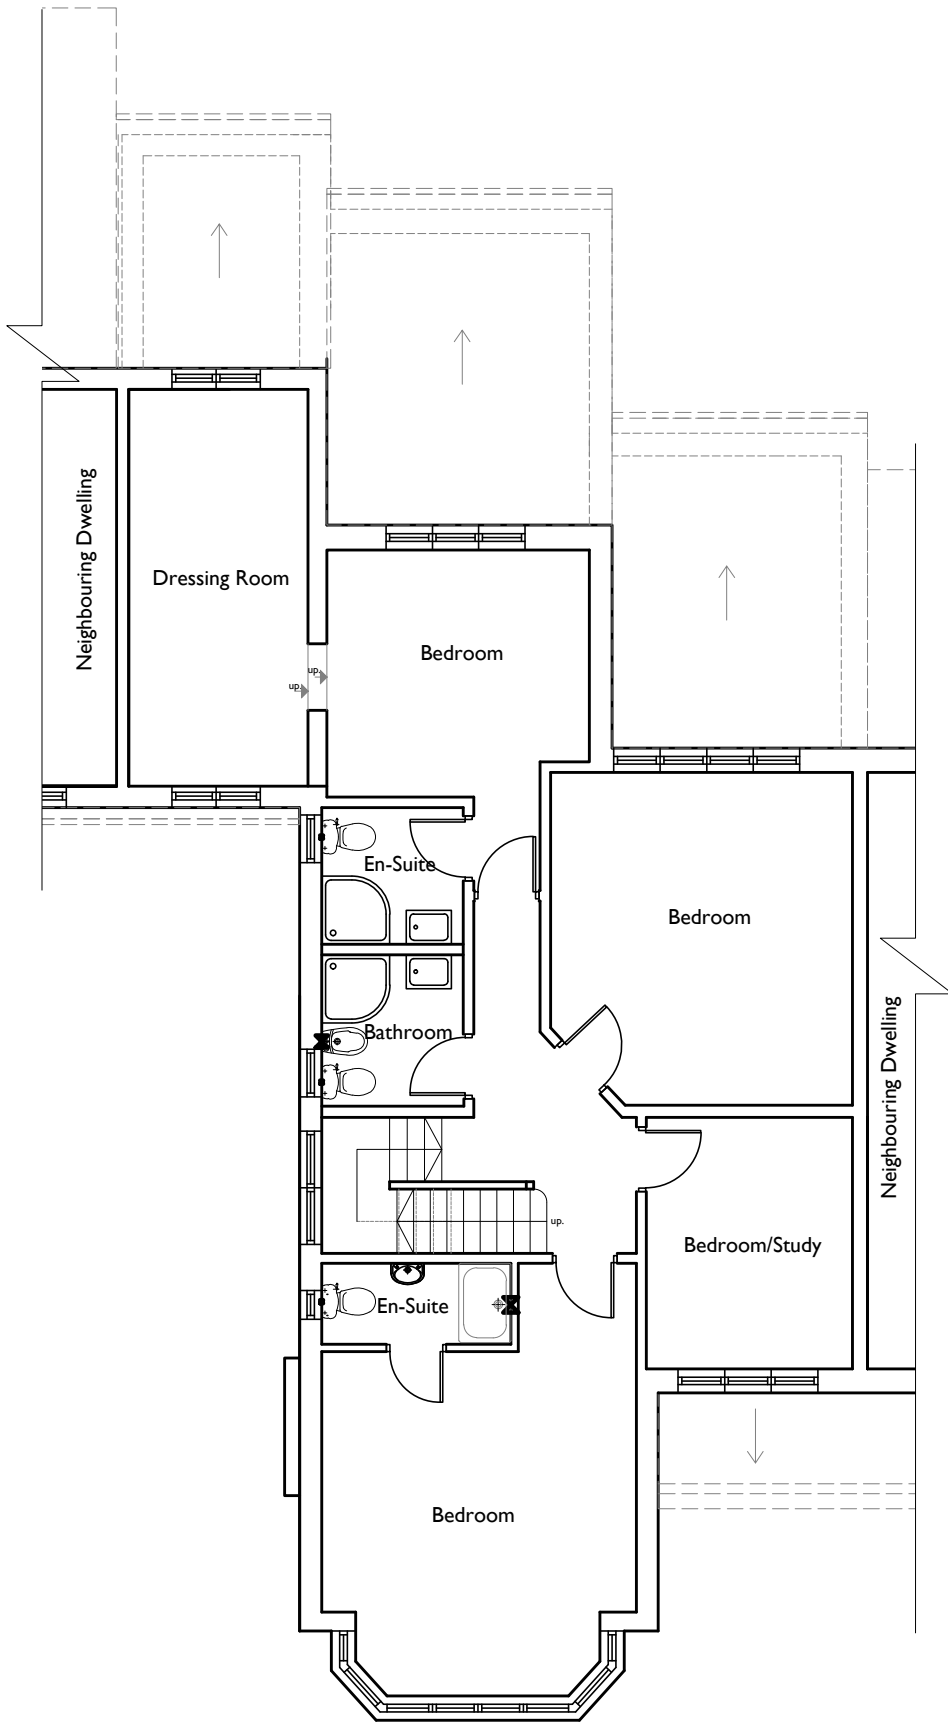 Neighbouring Dwelling
Dressing Room
Bedroom
up.
up.
En-Suite
Bedroom
Bathroom
Neighbouring Dwelling
up.
Bedroom/Study
En-Suite
Bedroom